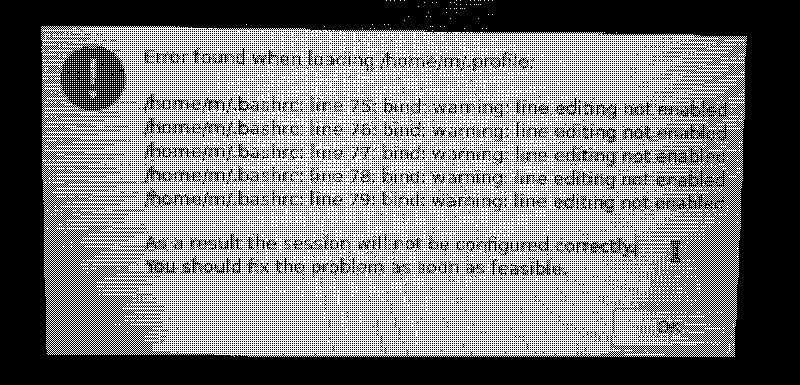 Error found when loading /home/m/.profile:
/home/m/.bashrc: line 75: bind: warning: line editing not enabled
/home/m/.bashrc: line 76: bind: warning: line editing not enabled
/home/m/.bashrc: line 77: bind: warning: line editing not enabled
/home/m/.bashrc: line 78: bind: warning: line editing not enabled
/home/m/.bashrc: line 79: bind: warning: line editing not enabled
As a result the session will not be configured correctly.
You should fix the problem as soon as feasible.
OK